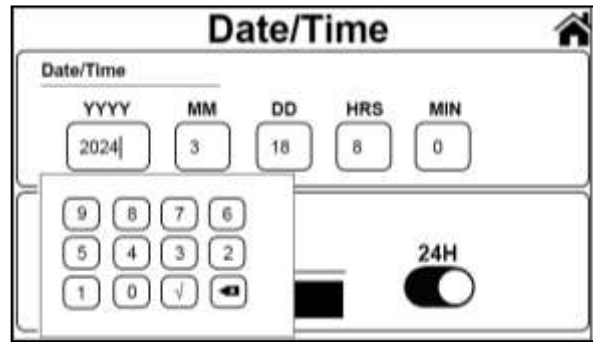 Date/Time
Date/Time
YYYY MM DD HRS MIN
2024 3 18 8 0
9 8 7 6
5 4 3 2
24H
1 0 √